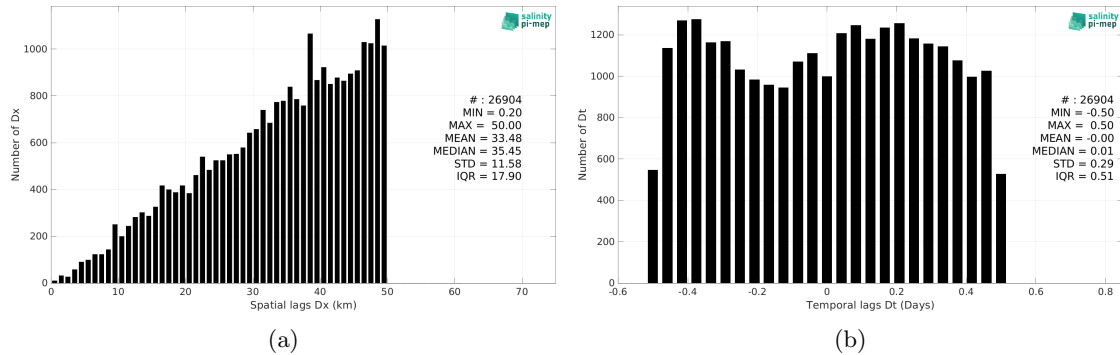 salinity
pi-mep
1000
800
600
400
200
0
Number of Dx
# : 26904
MIN = 0.20
MAX = 50.00
MEAN = 33.48
MEDIAN = 35.45
STD = 11.58
IQR = 17.90
0 10 20 30 40 50 60 70
Spatial lags Dx (km)
(a)
salinity
pi-mep
1200
1000
800
600
400
200
0
Number of Dt
# : 26904
MIN = -0.50
MAX = 0.50
MEAN = -0.00
MEDIAN = 0.01
STD = 0.29
IQR = 0.51
-0.6 -0.4 -0.2 0 0.2 0.4 0.6 0.8
Temporal lags Dt (Days)
(b)